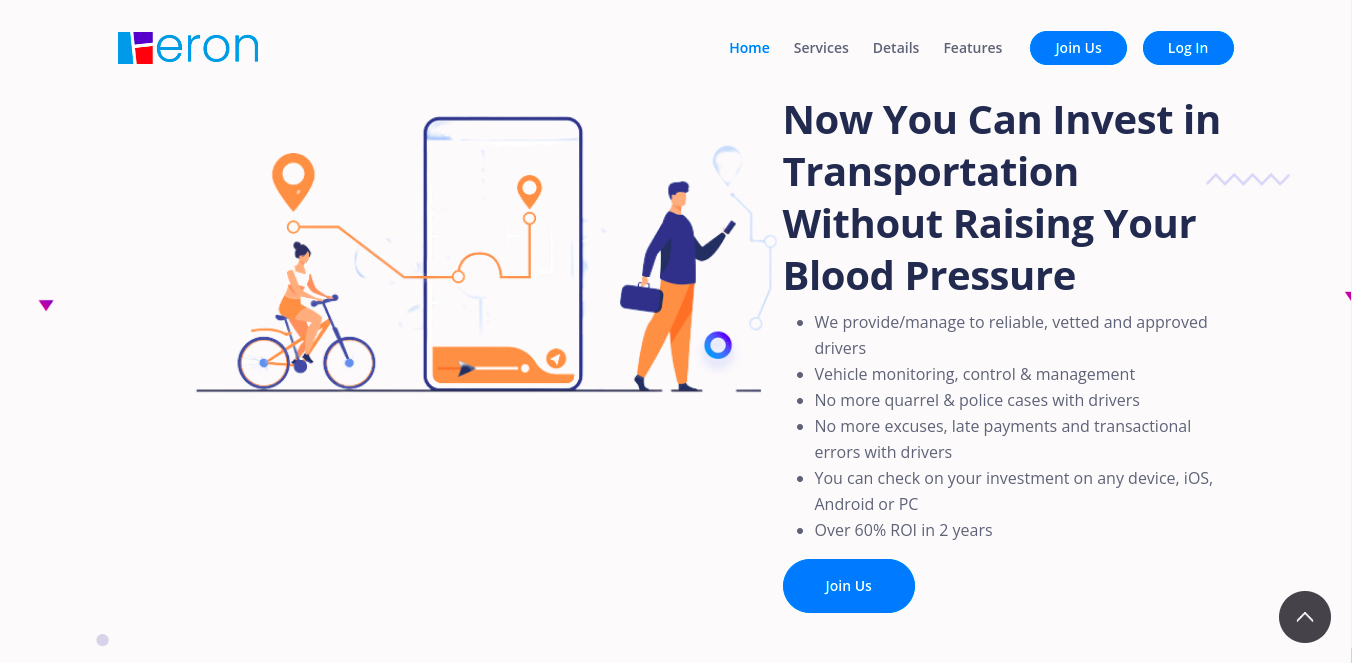 eron
Home Services Details Features Join Us Log In
Now You Can Invest in
Transportation
Without Raising Your
Blood Pressure
• We provide/manage to reliable, vetted and approved
drivers
• Vehicle monitoring, control & management
• No more quarrel & police cases with drivers
• No more excuses, late payments and transactional
errors with drivers
• You can check on your investment on any device, iOS,
Android or PC
• Over 60% ROI in 2 years
Join Us